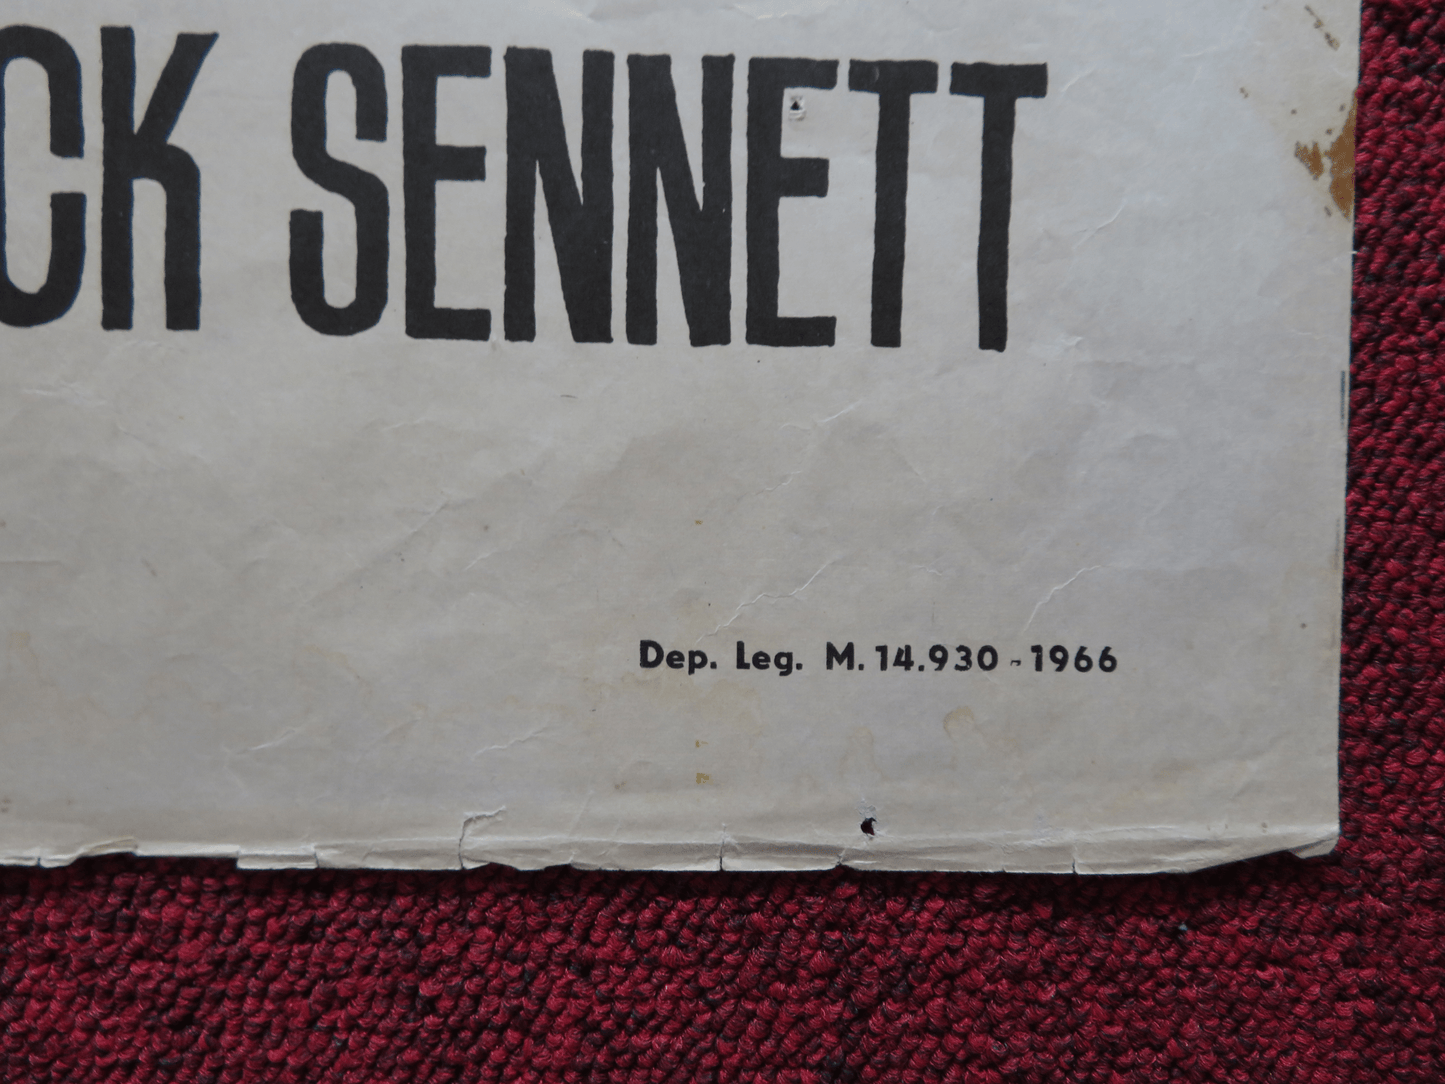 CK SENNETT
Dep. Leg. M. 14.930 - 1966